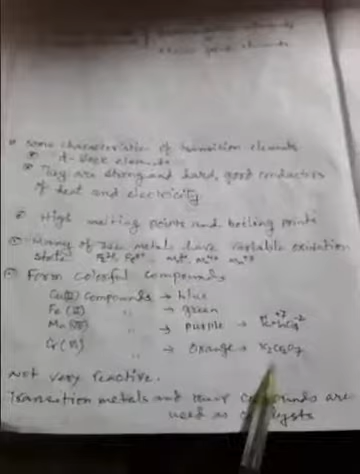 Some characteristics of transition elements
d-block elements
They are strong and hard, good conductors
of heat and electricity
High melting points and boiling points
Many of these metals have variable oxidation
state
Form colorful compounds
Cu(II) compounds → blue
Fe(II) " → green
Mn(VII) " → purple →
Cr(VI) " → Orange → K₂Cr₂O₇
Not very reactive.
Transition metals and their compounds are
used as catalysts